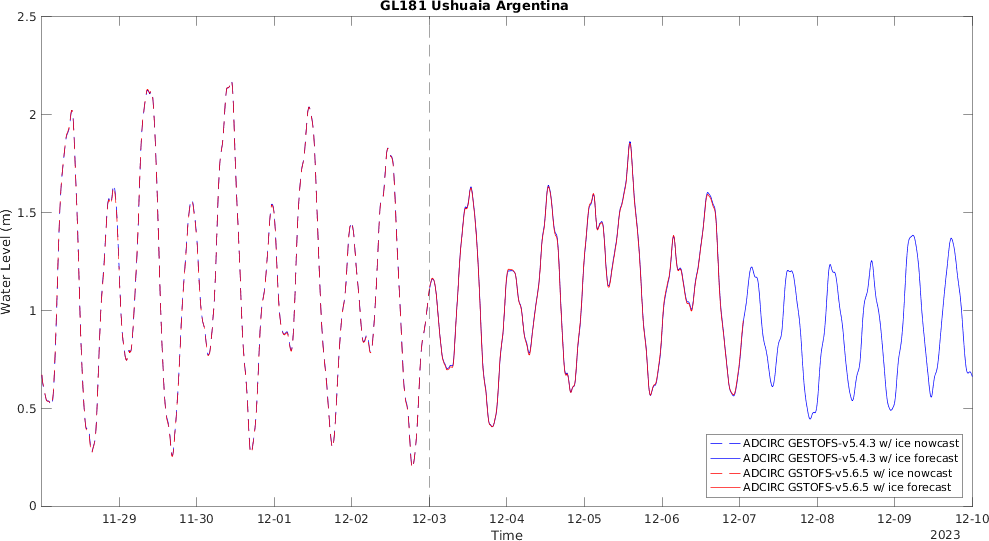 GL181 Ushuaia Argentina
2.5
2
1.5
1
0.5
0
Water Level (m)
11-29 11-30 12-01 12-02 12-03 12-04 12-05 12-06 12-07 12-08 12-09 12-10
Time
2023
ADCIRC GESTOFS-v5.4.3 w/ ice nowcast
ADCIRC GESTOFS-v5.4.3 w/ ice forecast
ADCIRC GSTOFS-v5.6.5 w/ ice nowcast
ADCIRC GSTOFS-v5.6.5 w/ ice forecast